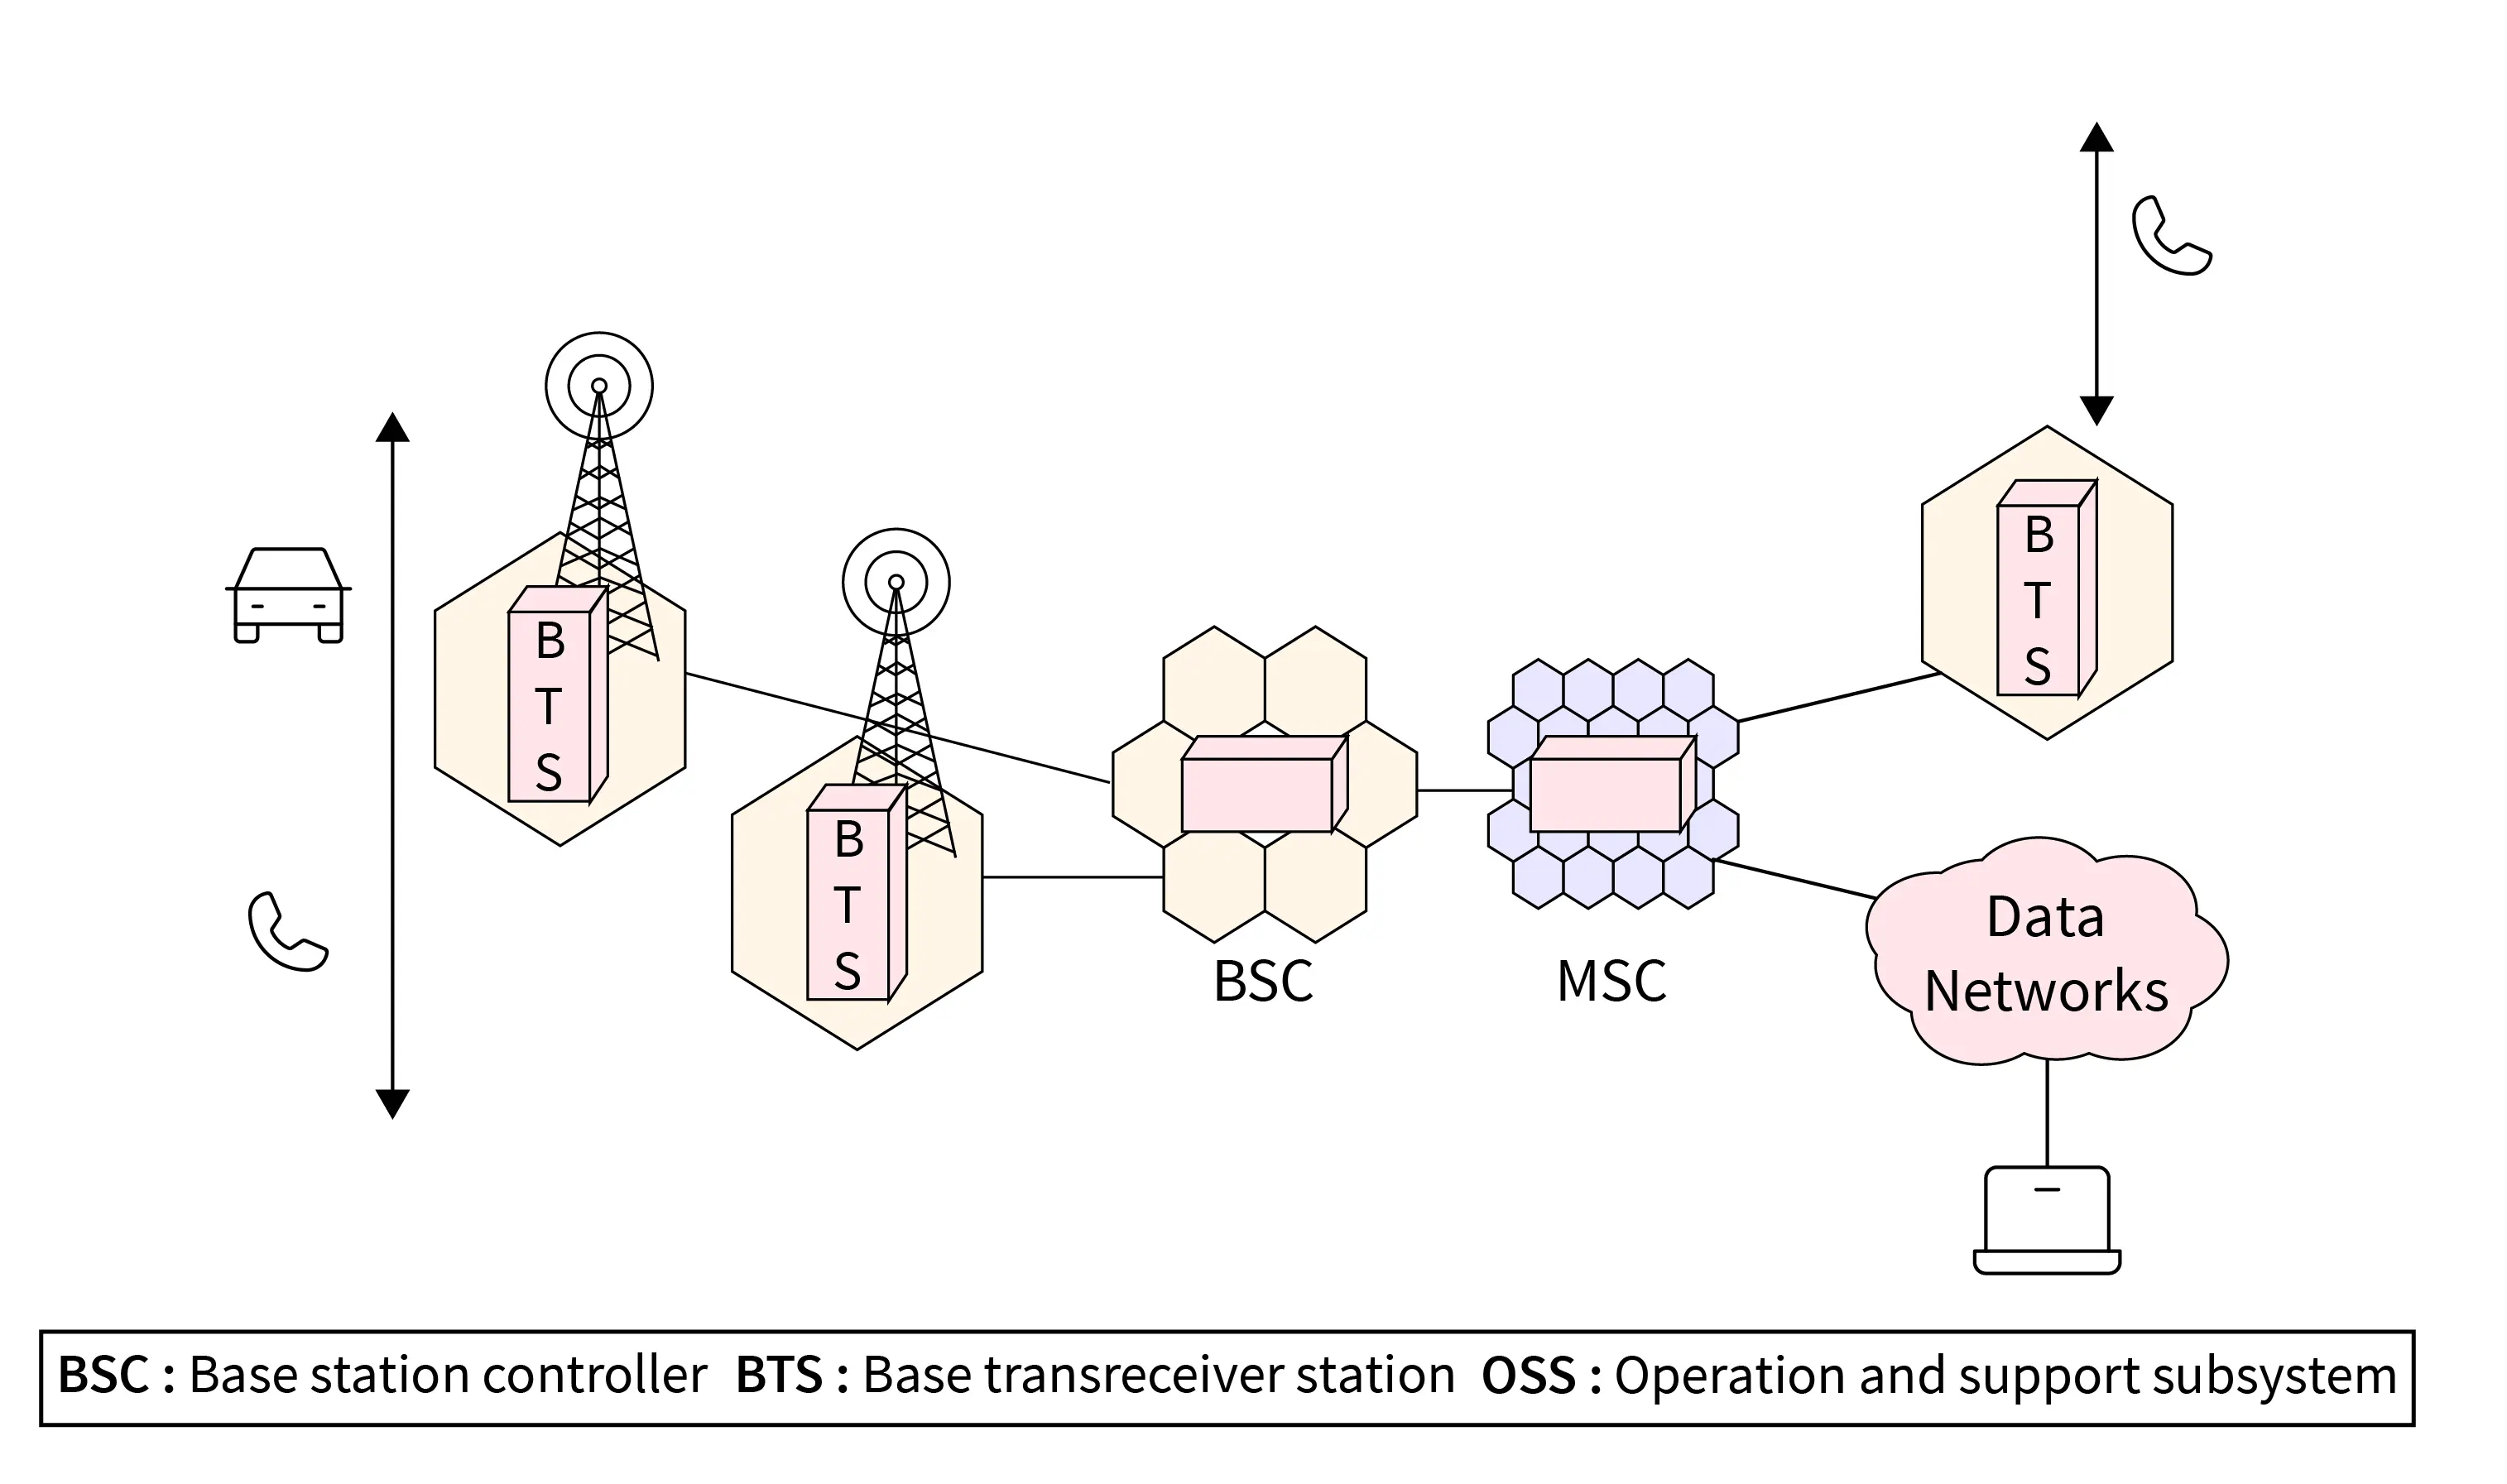 B
T
S
B
T
S
B
T
S
BSC
MSC
Data
Networks
BSC : Base station controller BTS : Base transreceiver station OSS : Operation and support subsystem